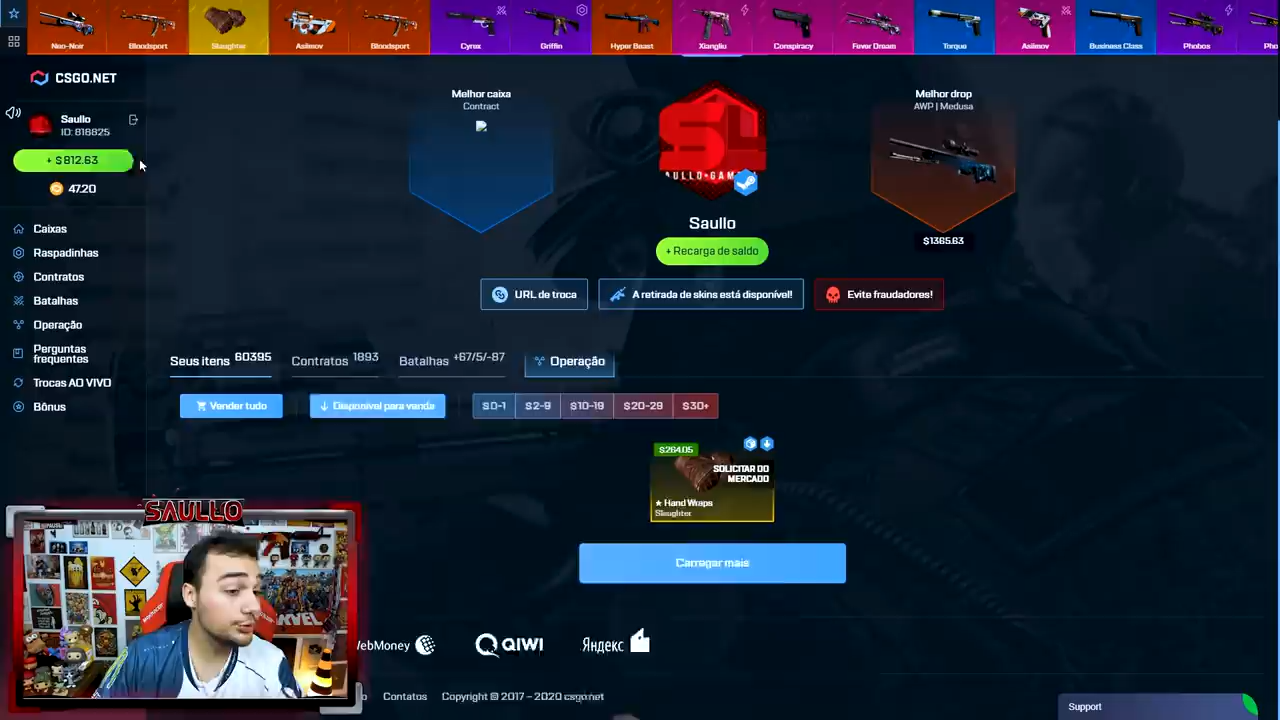 Neo-Noir
Bloodsport
Slaughter
Asiimov
Bloodsport
Cyrex
Griffin
Hyper Beast
Xiangliu
Conspiracy
Fever Dream
Torque
Asiimov
Business Class
Phobos
CSGO.NET
Saullo
ID: 818825
+ $812.63
47.20
Caixas
Raspadinhas
Contratos
Batalhas
Operação
Perguntas
frequentes
Trocas AO VIVO
Bônus
Melhor caixa
Contract
SL
Melhor drop
AWP | Medusa
Saullo
$1365.63
+ Recarga de saldo
URL de troca
A retirada de skins está disponível!
Evite fraudadores!
Seus itens 60395
Contratos 1893
Batalhas +67/5/-87
Operação
Vender tudo
Disponível para venda
$0-1
$2-9
$10-19
$20-29
$30+
$264.05
SOLICITAR DO
MERCADO
★ Hand Wraps
Slaughter
Carregar mais
SAULLO
MARVEL
WebMoney
QIWI
Яндекс
Contatos
Copyright © 2017 – 2020 csgo.net
Support